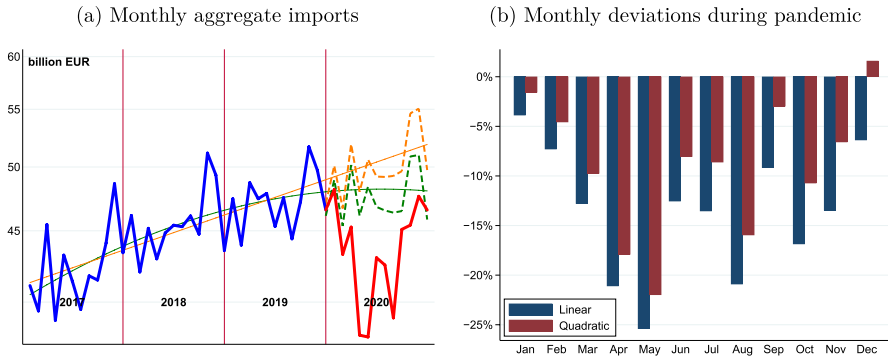 (a) Monthly aggregate imports
60
billion EUR
55
50
45
2017
2018
2019
2020
(b) Monthly deviations during pandemic
0%
−5%
−10%
−15%
−20%
−25%
Linear
Quadratic
Jan Feb Mar Apr May Jun Jul Aug Sep Oct Nov Dec